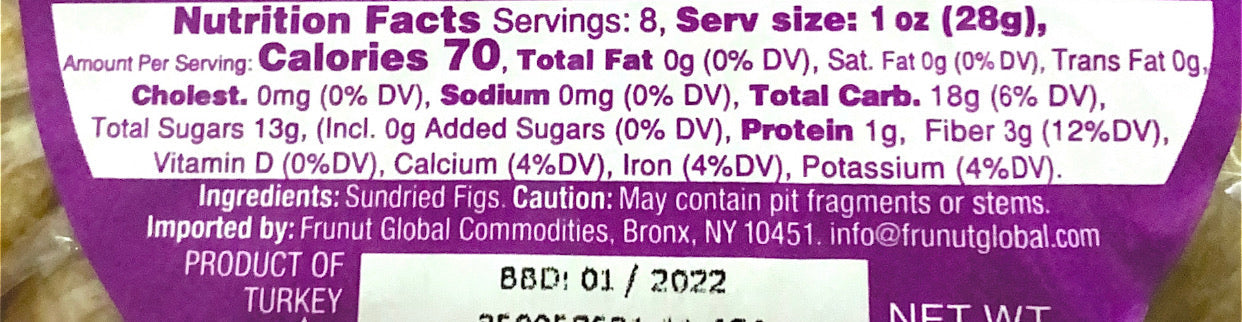 Nutrition Facts Servings: 8, Serv size: 1 oz (28g),
Amount Per Serving: Calories 70, Total Fat 0g (0% DV), Sat. Fat 0g (0% DV), Trans Fat 0g,
Cholest. 0mg (0% DV), Sodium 0mg (0% DV), Total Carb. 18g (6% DV),
Total Sugars 13g, (Incl. 0g Added Sugars (0% DV), Protein 1g, Fiber 3g (12%DV),
Vitamin D (0%DV), Calcium (4%DV), Iron (4%DV), Potassium (4%DV).
Ingredients: Sundried Figs. Caution: May contain pit fragments or stems.
Imported by: Frunut Global Commodities, Bronx, NY 10451. info@frunutglobal.com
PRODUCT OF
TURKEY
BBD: 01 / 2022
NET WT